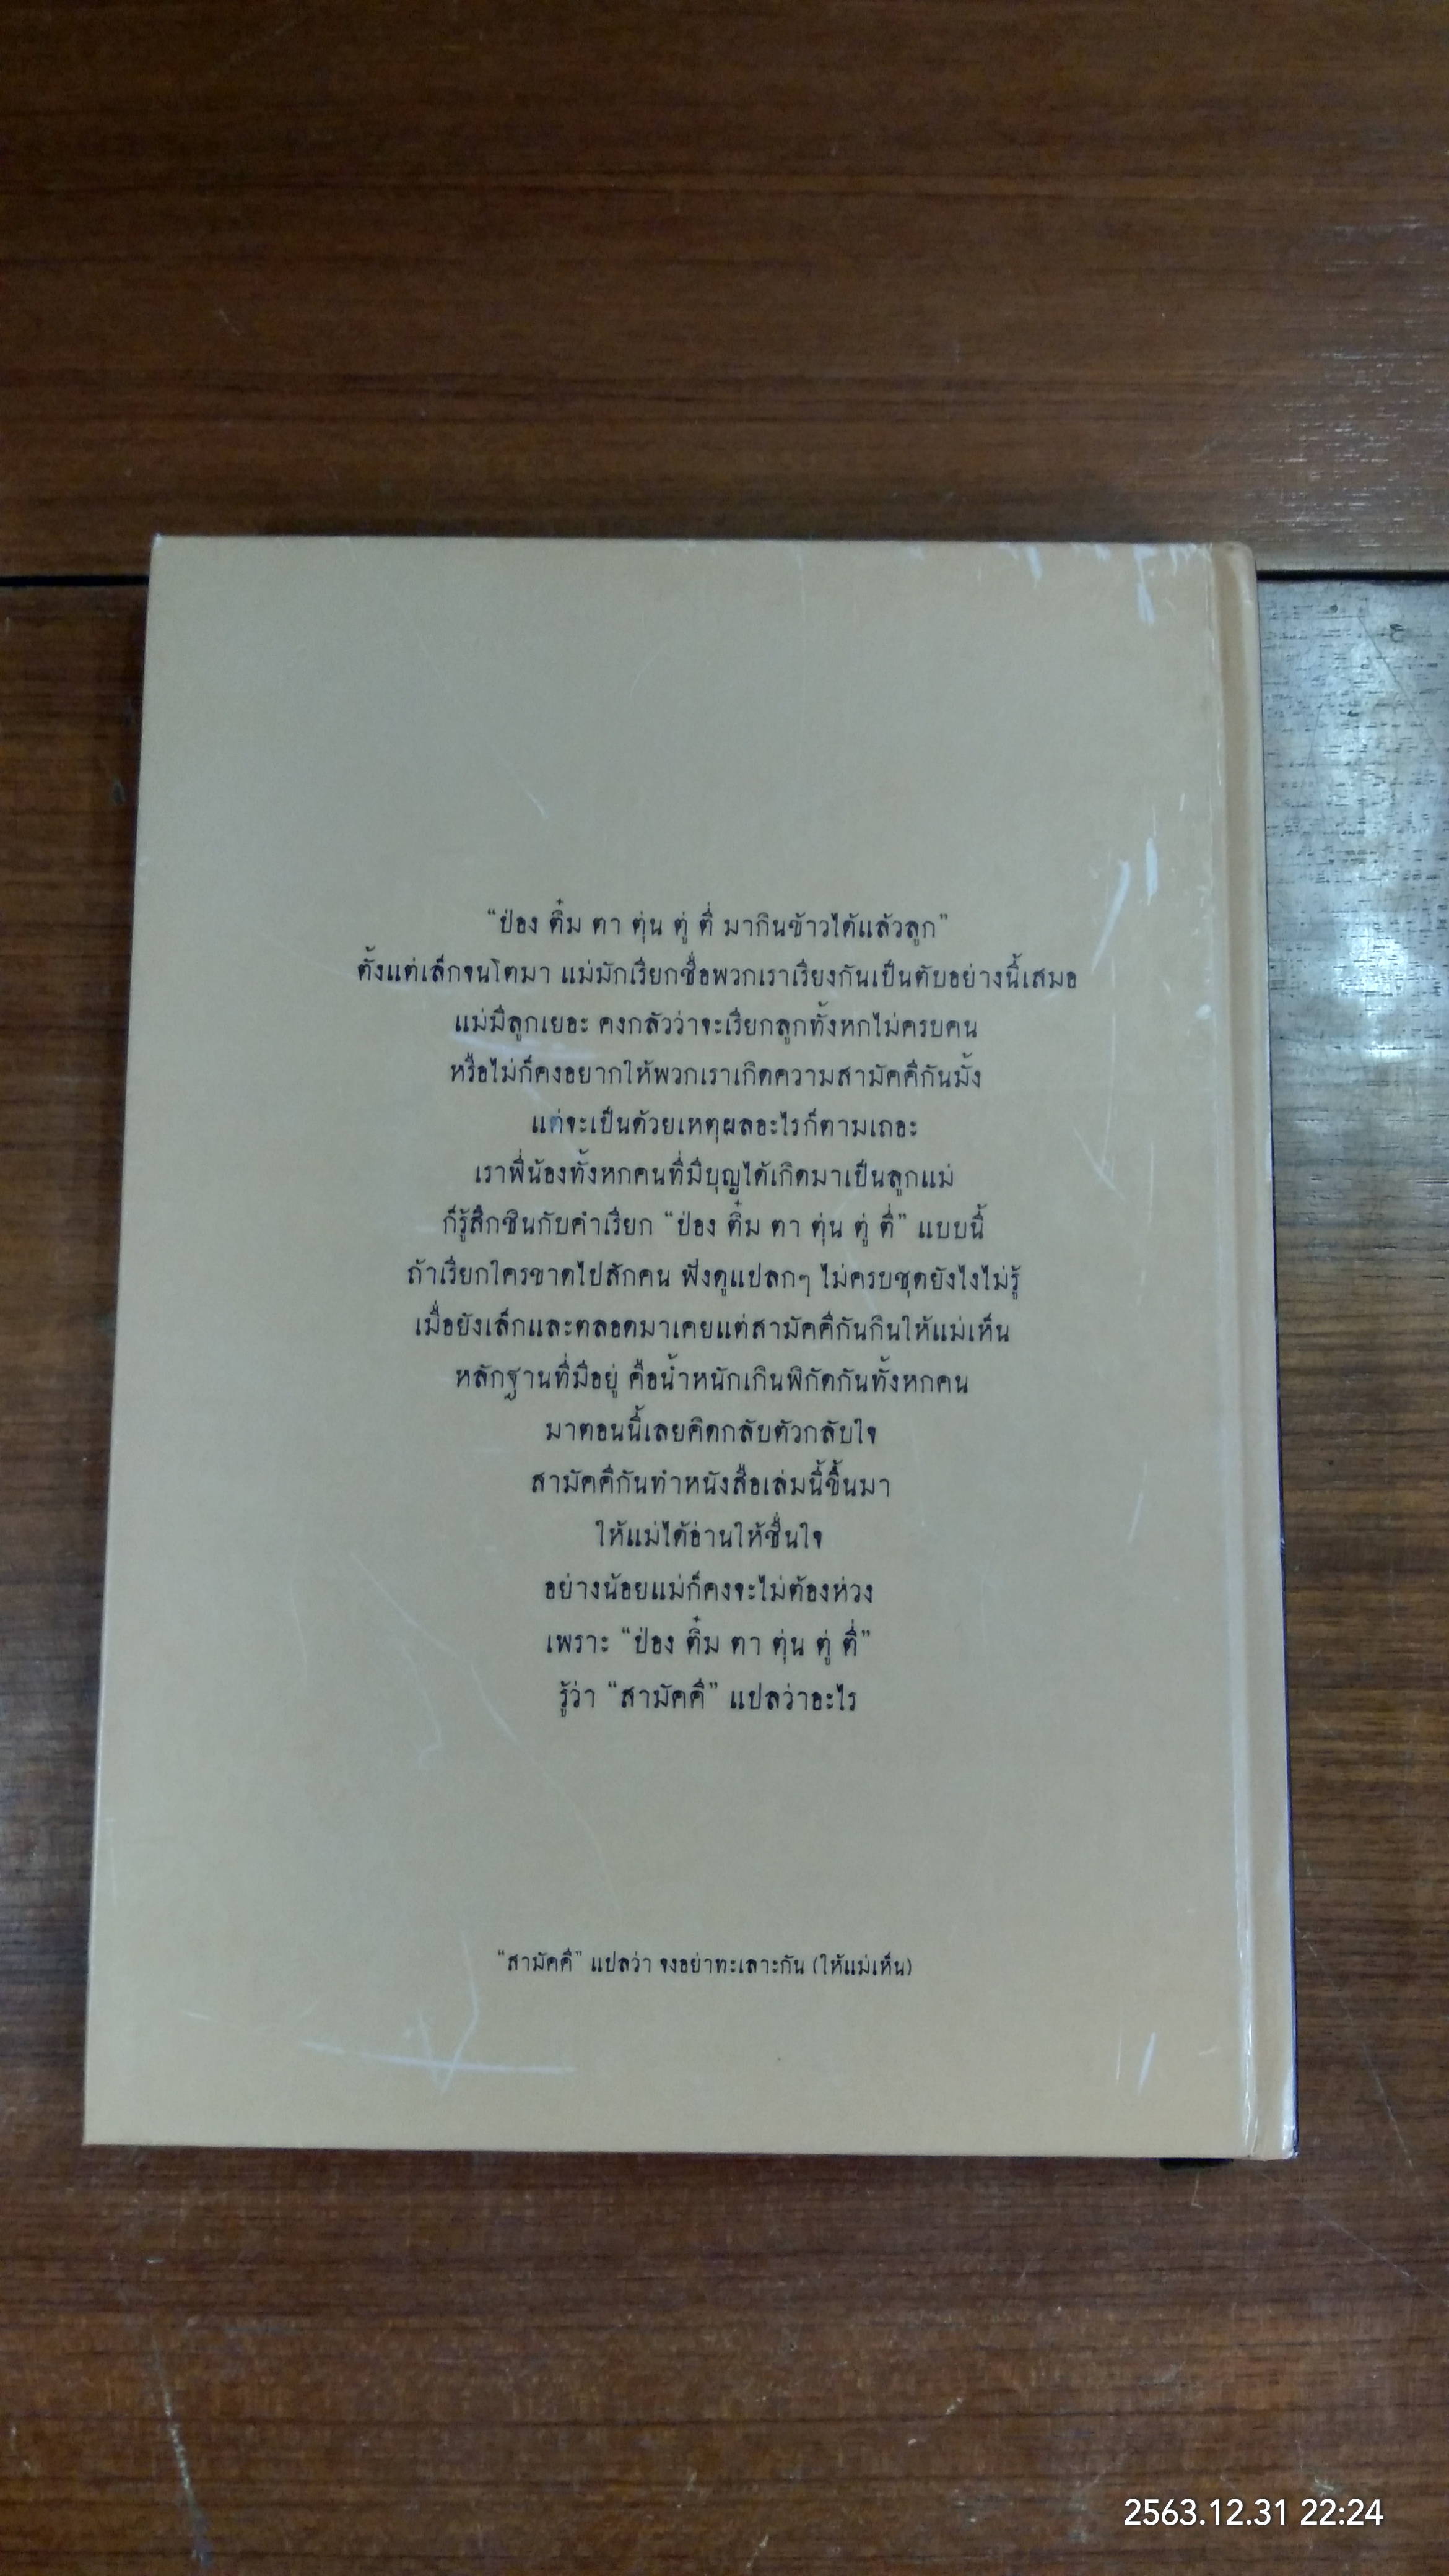 “ป่อง ติ๋ม ตา ตุ่น ตู่ ตี่ มากินข้าวได้แล้วลูก”
ตั้งแต่เล็กจนโตมา แม่มักเรียกชื่อพวกเราเรียงกันเป็นตับอย่างนี้เสมอ
แม่มีลูกเยอะ คงกลัวว่าจะเรียกลูกทั้งหกไม่ครบคน
หรือไม่ก็คงอยากให้พวกเราเกิดความสามัคคีกันมั้ง
แต่จะเป็นด้วยเหตุผลอะไรก็ตามเถอะ
เราพี่น้องทั้งหกคนที่มีบุญได้เกิดมาเป็นลูกแม่
ก็รู้สึกชินกับคำเรียก “ป่อง ติ๋ม ตา ตุ่น ตู่ ตี่” แบบนี้
ถ้าเรียกใครขาดไปสักคน ฟังดูแปลกๆ ไม่ครบชุดยังไงไม่รู้
เมื่อยังเล็กและตลอดมาเคยแต่สามัคคีกันกินให้แม่เห็น
หลักฐานที่มีอยู่ คือน้ำหนักเกินพิกัดกันทั้งหกคน
มาตอนนี้เลยคิดกลับตัวกลับใจ
สามัคคีกันทำหนังสือเล่มนี้ขึ้นมา
ให้แม่ได้อ่านให้ชื่นใจ
อย่างน้อยแม่ก็คงจะไม่ต้องห่วง
เพราะ “ป่อง ติ๋ม ตา ตุ่น ตู่ ตี่”
รู้ว่า “สามัคคี” แปลว่าอะไร
“สามัคคี” แปลว่า จงอย่าทะเลาะกัน (ให้แม่เห็น)
2563.12.31 22:24